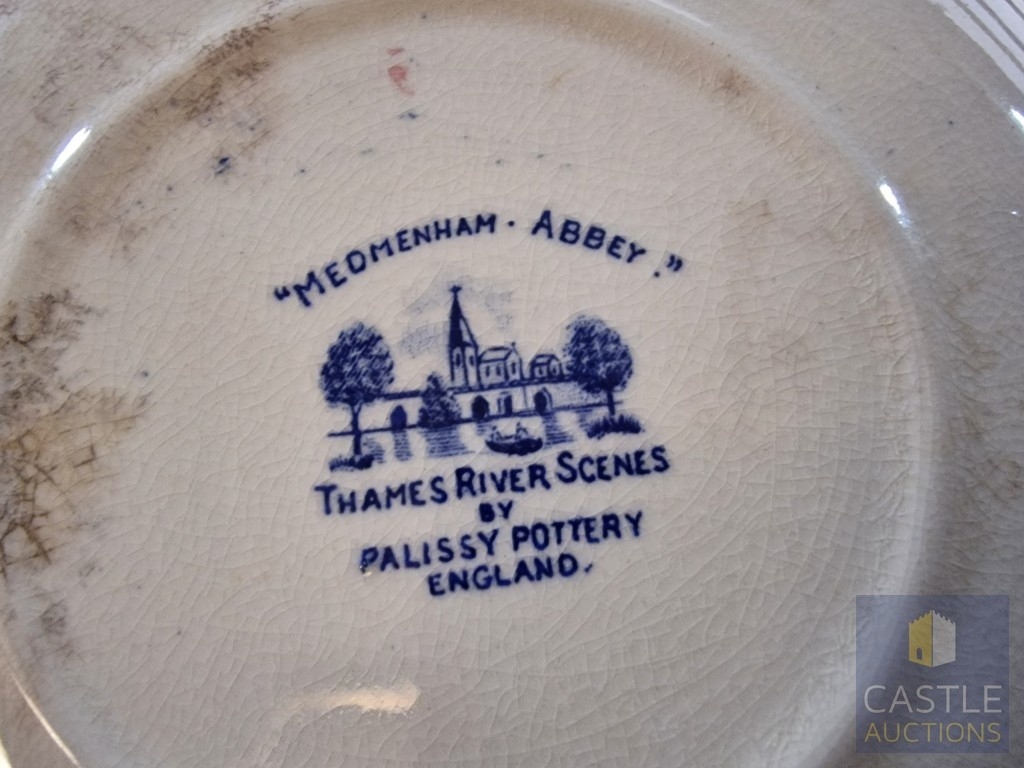 "MEDMENHAM · ABBEY."
THAMES RIVER SCENES
BY
PALISSY POTTERY
ENGLAND.
CASTLE
AUCTIONS